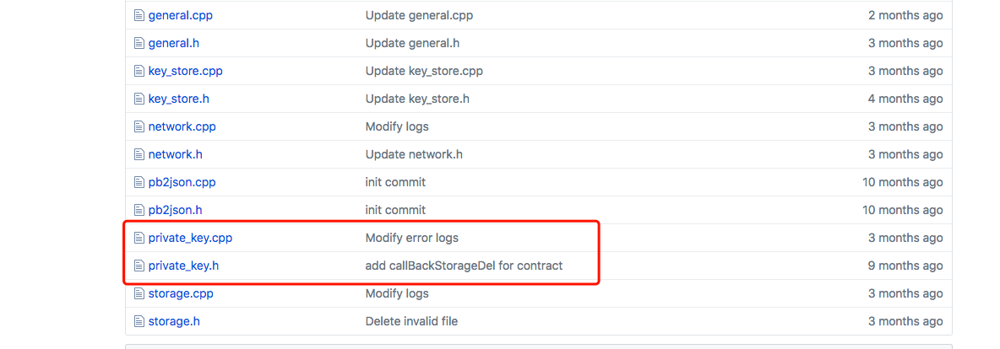 general.cpp Update general.cpp 2 months ago
general.h Update general.h 3 months ago
key_store.cpp Update key_store.cpp 3 months ago
key_store.h Update key_store.h 4 months ago
network.cpp Modify logs 3 months ago
network.h Update network.h 3 months ago
pb2json.cpp init commit 10 months ago
pb2json.h init commit 10 months ago
private_key.cpp Modify error logs 3 months ago
private_key.h add callBackStorageDel for contract 9 months ago
storage.cpp Modify logs 3 months ago
storage.h Delete invalid file 3 months ago